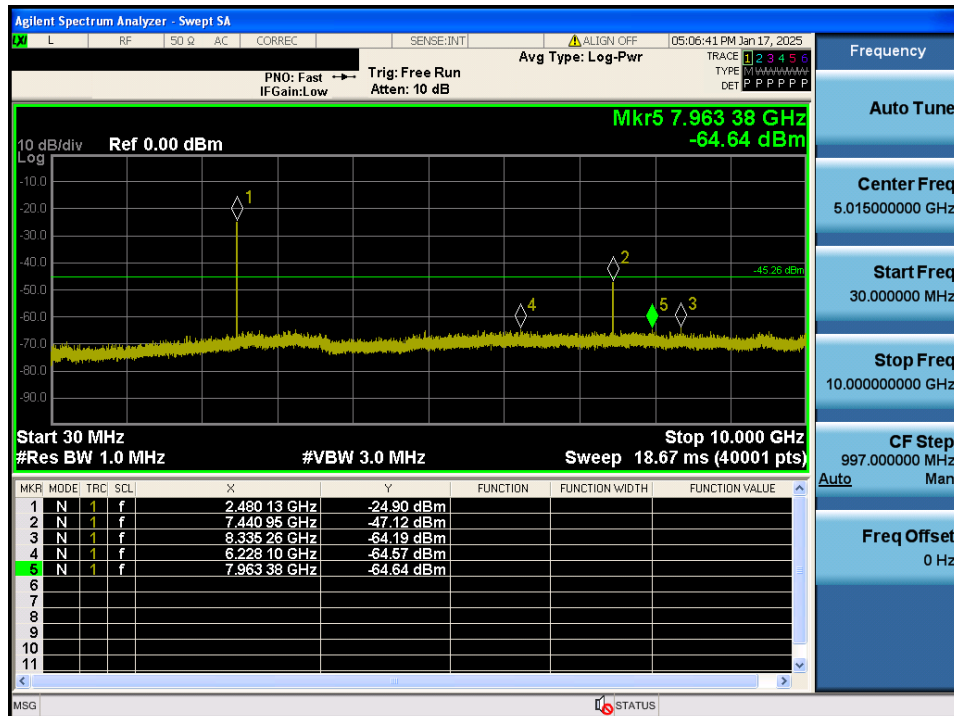 Agilent Spectrum Analyzer - Swept SA
LXI L RF 50 Ω AC CORREC SENSE:INT ALIGN OFF 05:06:41 PM Jan 17, 2025
Frequency
Avg Type: Log-Pwr
TRACE 1 2 3 4 5 6
PNO: Fast Trig: Free Run
TYPE M
IFGain:Low Atten: 10 dB
DET P P P P P P
Auto Tune
Mkr5 7.963 38 GHz
-64.64 dBm
10 dB/div Ref 0.00 dBm
Log
-10.0
-20.0
-30.0
-40.0
-50.0
-60.0
-70.0
-80.0
-90.0
1
2
-45.26 dBm
4
5
3
Center Freq
5.015000000 GHz
Start Freq
30.000000 MHz
Stop Freq
10.000000000 GHz
Start 30 MHz Stop 10.000 GHz
#Res BW 1.0 MHz #VBW 3.0 MHz Sweep 18.67 ms (40001 pts)
CF Step
997.000000 MHz
Auto Man
MKR MODE TRC SCL X Y FUNCTION FUNCTION WIDTH FUNCTION VALUE
1 N 1 f 2.480 13 GHz -24.90 dBm
2 N 1 f 7.440 95 GHz -47.12 dBm
3 N 1 f 8.335 26 GHz -64.19 dBm
4 N 1 f 6.228 10 GHz -64.57 dBm
5 N 1 f 7.963 38 GHz -64.64 dBm
6
7
8
9
10
11
Freq Offset
0 Hz
MSG STATUS